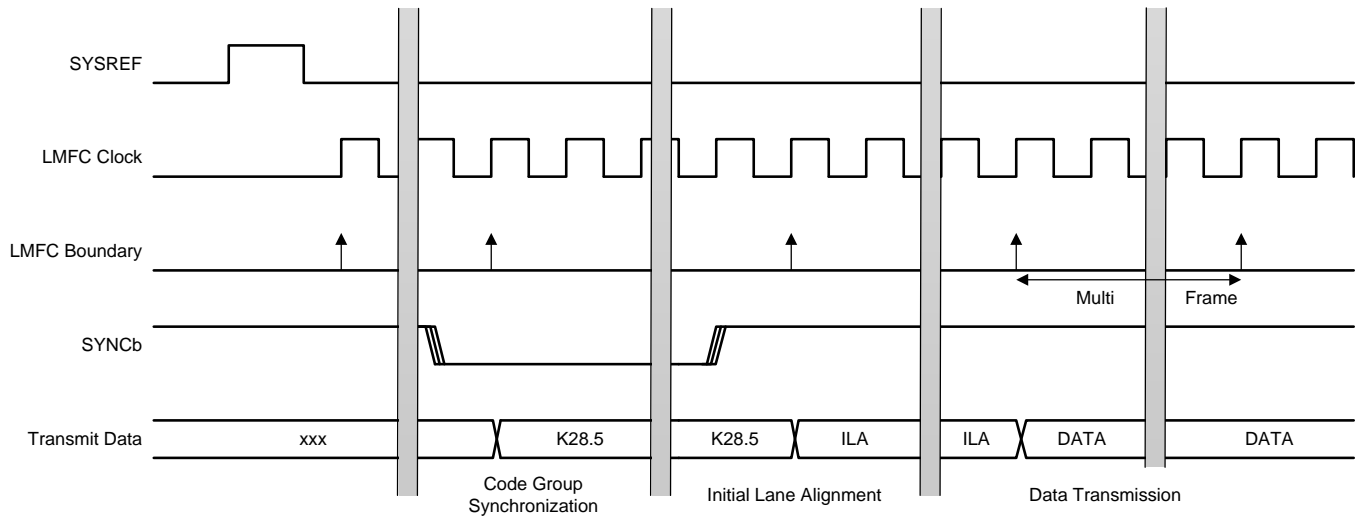 SYSREF
LMFC Clock
LMFC Boundary
Multi Frame
SYNCb
Transmit Data xxx K28.5 K28.5 ILA ILA DATA DATA
Code Group
Synchronization
Initial Lane Alignment
Data Transmission